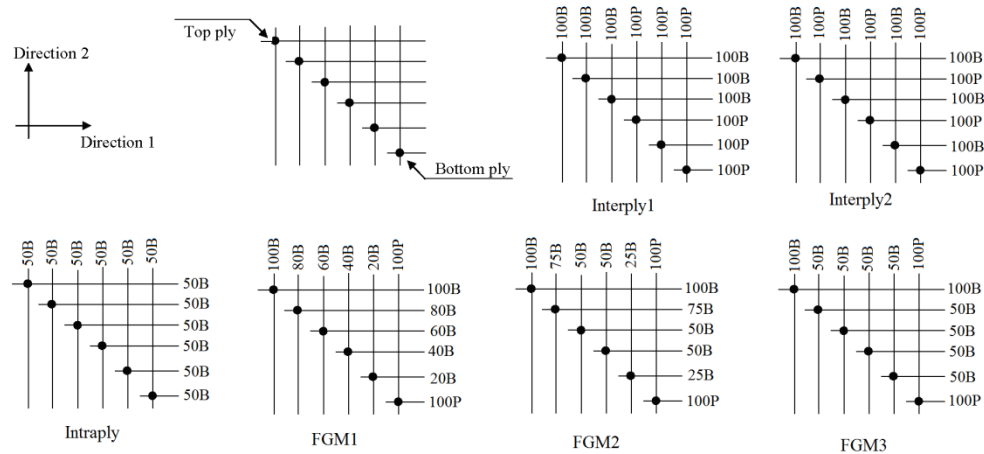 Direction 2
Direction 1
Top ply
Bottom ply
100B 100B 100B 100P 100P 100P
100B
100B
100B
100P
100P
100P
Interply1
100B 100P 100B 100P 100B 100P
100B
100P
100B
100P
100B
100P
Interply2
50B 50B 50B 50B 50B 50B
50B
50B
50B
50B
50B
50B
Intraply
100B 80B 60B 40B 20B 100P
100B
80B
60B
40B
20B
100P
FGM1
100B 75B 50B 50B 25B 100P
100B
75B
50B
50B
25B
100P
FGM2
100B 50B 50B 50B 50B 100P
100B
50B
50B
50B
50B
100P
FGM3